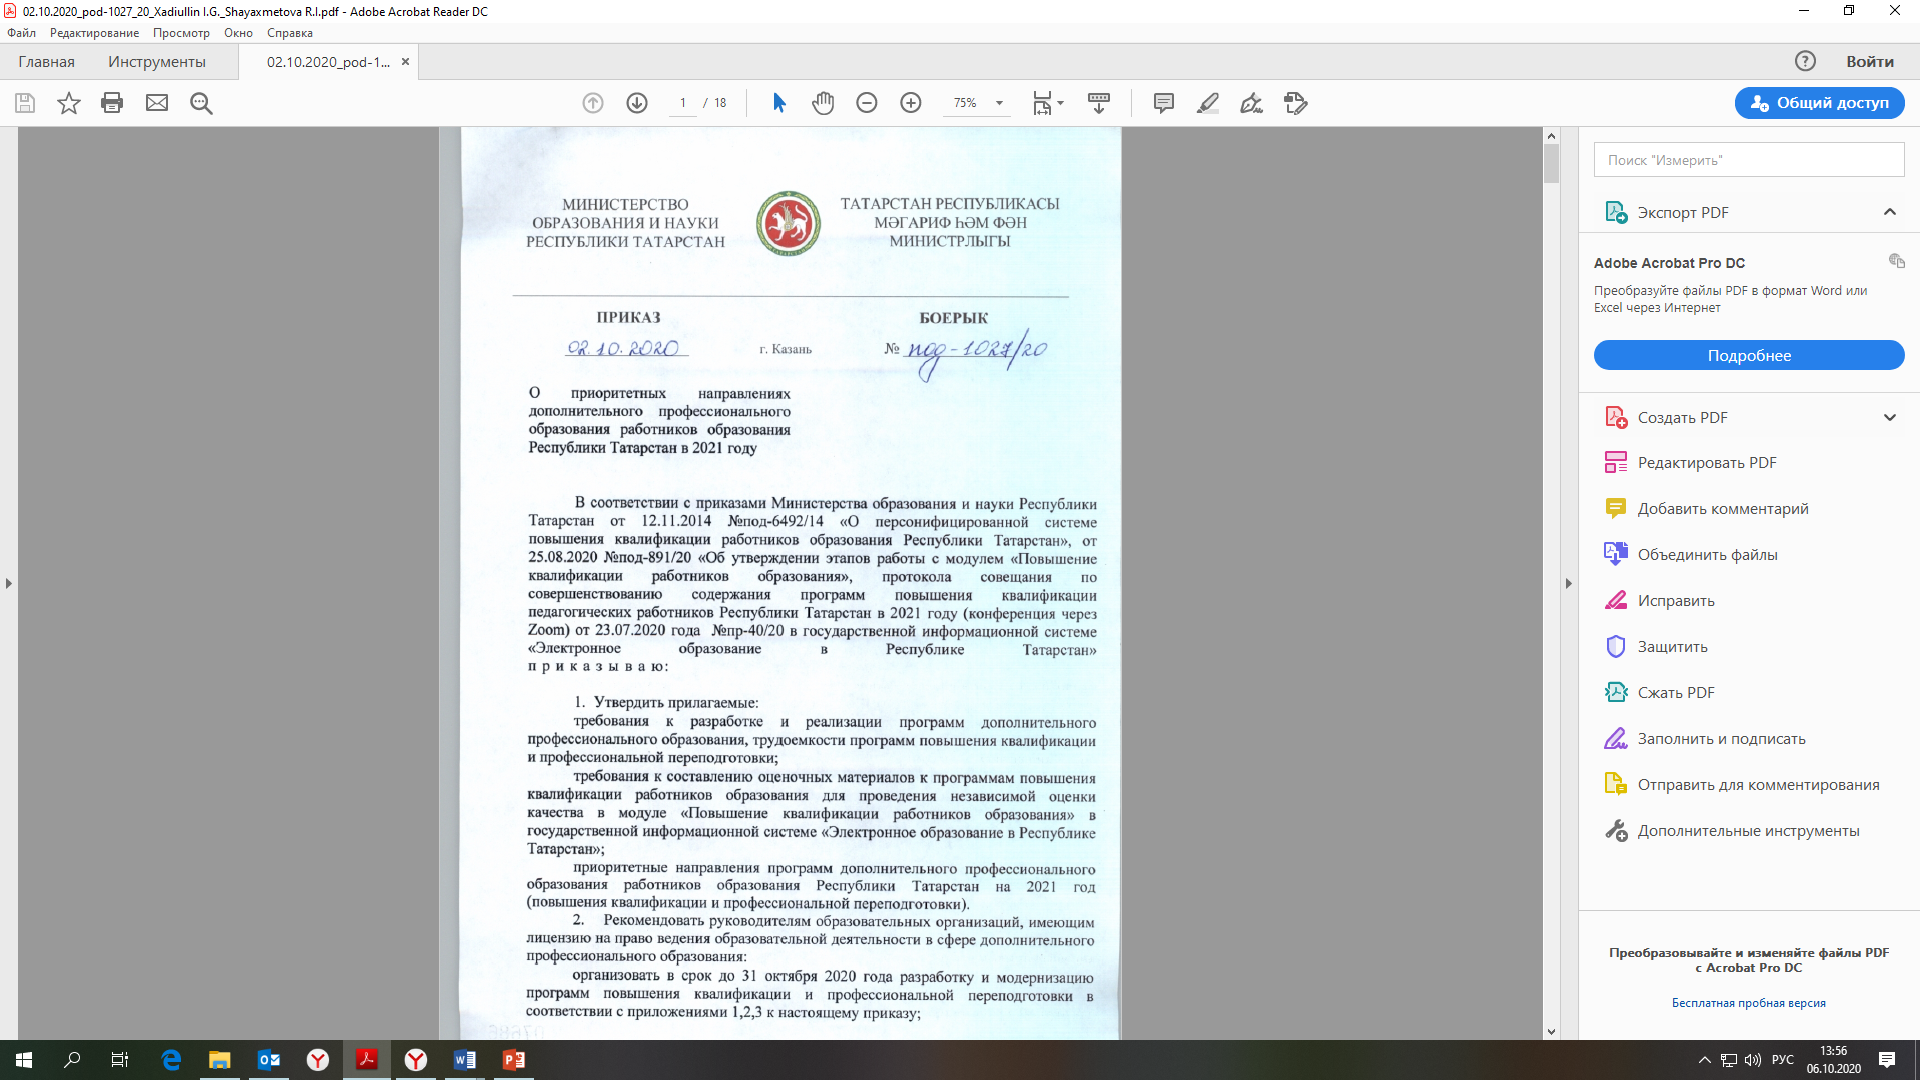 02.10.2020_pod-1027_20_Xadiullin I.G._Shayaxmetova R.I.pdf - Adobe Acrobat Reader DC
Файл Редактирование Просмотр Окно Справка
Главная Инструменты 02.10.2020_pod-1... × Войти
1 / 18 75% Общий доступ
МИНИСТЕРСТВО
ОБРАЗОВАНИЯ И НАУКИ
РЕСПУБЛИКИ ТАТАРСТАН
ТАТАРСТАН РЕСПУБЛИКАСЫ
МӘГАРИФ ҺӘМ ФӘН
МИНИСТРЛЫГЫ
ПРИКАЗ БОЕРЫК
02.10.2020 г. Казань № под-1027/20
О приоритетных направлениях
дополнительного профессионального
образования работников образования
Республики Татарстан в 2021 году
В соответствии с приказами Министерства образования и науки Республики
Татарстан от 12.11.2014 №под-6492/14 «О персонифицированной системе
повышения квалификации работников образования Республики Татарстан», от
25.08.2020 №под-891/20 «Об утверждении этапов работы с модулем «Повышение
квалификации работников образования», протокола совещания по
совершенствованию содержания программ повышения квалификации
педагогических работников Республики Татарстан в 2021 году (конференция через
Zoom) от 23.07.2020 года №пр-40/20 в государственной информационной системе
«Электронное образование в Республике Татарстан»
п р и к а з ы в а ю:
1. Утвердить прилагаемые:
требования к разработке и реализации программ дополнительного
профессионального образования, трудоемкости программ повышения квалификации
и профессиональной переподготовки;
требования к составлению оценочных материалов к программам повышения
квалификации работников образования для проведения независимой оценки
качества в модуле «Повышение квалификации работников образования» в
государственной информационной системе «Электронное образование в Республике
Татарстан»;
приоритетные направления программ дополнительного профессионального
образования работников образования Республики Татарстан на 2021 год
(повышения квалификации и профессиональной переподготовки).
2. Рекомендовать руководителям образовательных организаций, имеющим
лицензию на право ведения образовательной деятельности в сфере дополнительного
профессионального образования:
организовать в срок до 31 октября 2020 года разработку и модернизацию
программ повышения квалификации и профессиональной переподготовки в
соответствии с приложениями 1,2,3 к настоящему приказу;
Поиск "Измерить"
Экспорт PDF
Adobe Acrobat Pro DC
Преобразуйте файлы PDF в формат Word или
Excel через Интернет
Подробнее
Создать PDF
Редактировать PDF
Добавить комментарий
Объединить файлы
Исправить
Защитить
Сжать PDF
Заполнить и подписать
Отправить для комментирования
Дополнительные инструменты
Преобразовывайте и изменяйте файлы PDF
с Acrobat Pro DC
Бесплатная пробная версия
РУС
13:56
06.10.2020